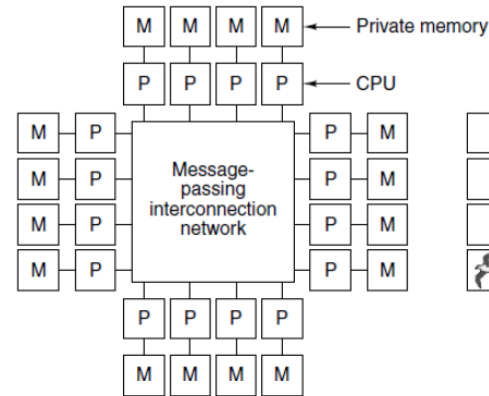 M M M M Private memory
P P P P CPU
M P P M
M P Message- P M
passing
M P interconnection P M
network
M P P M
P P P P
M M M M